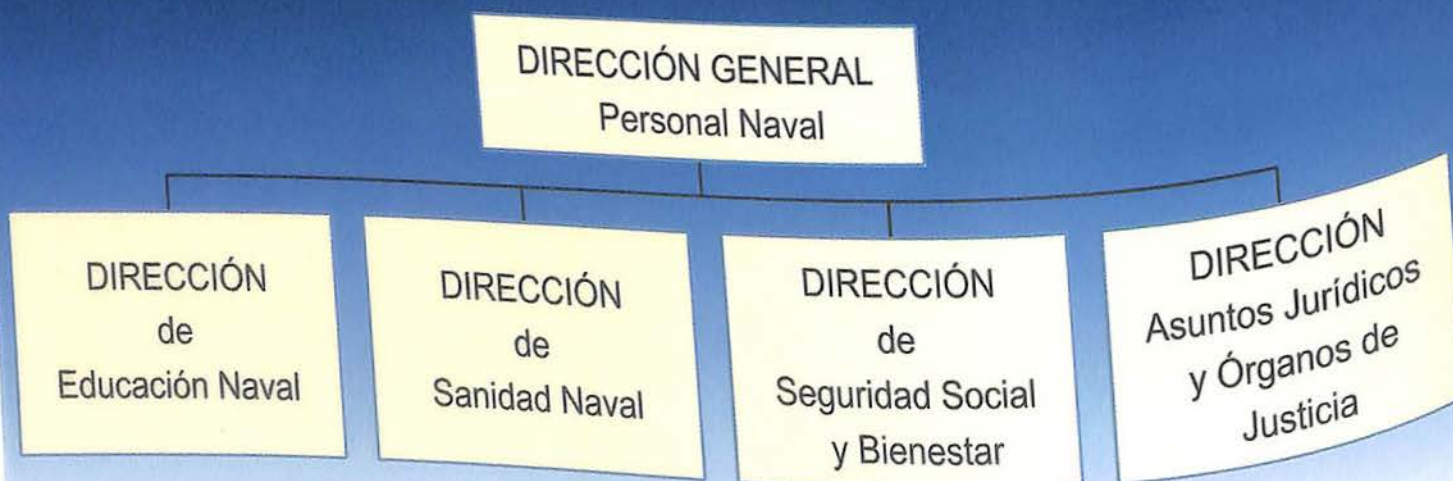 DIRECCIÓN GENERAL
Personal Naval
DIRECCIÓN
de
Educación Naval
DIRECCIÓN
de
Sanidad Naval
DIRECCIÓN
de
Seguridad Social
y Bienestar
DIRECCIÓN
Asuntos Jurídicos
y Órganos de
Justicia